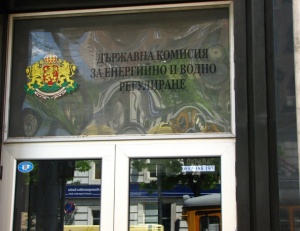 ДЪРЖАВНА КОМИСИЯ
ЗА ЕНЕРГИЙНО И ВОДНО
РЕГУЛИРАНЕ